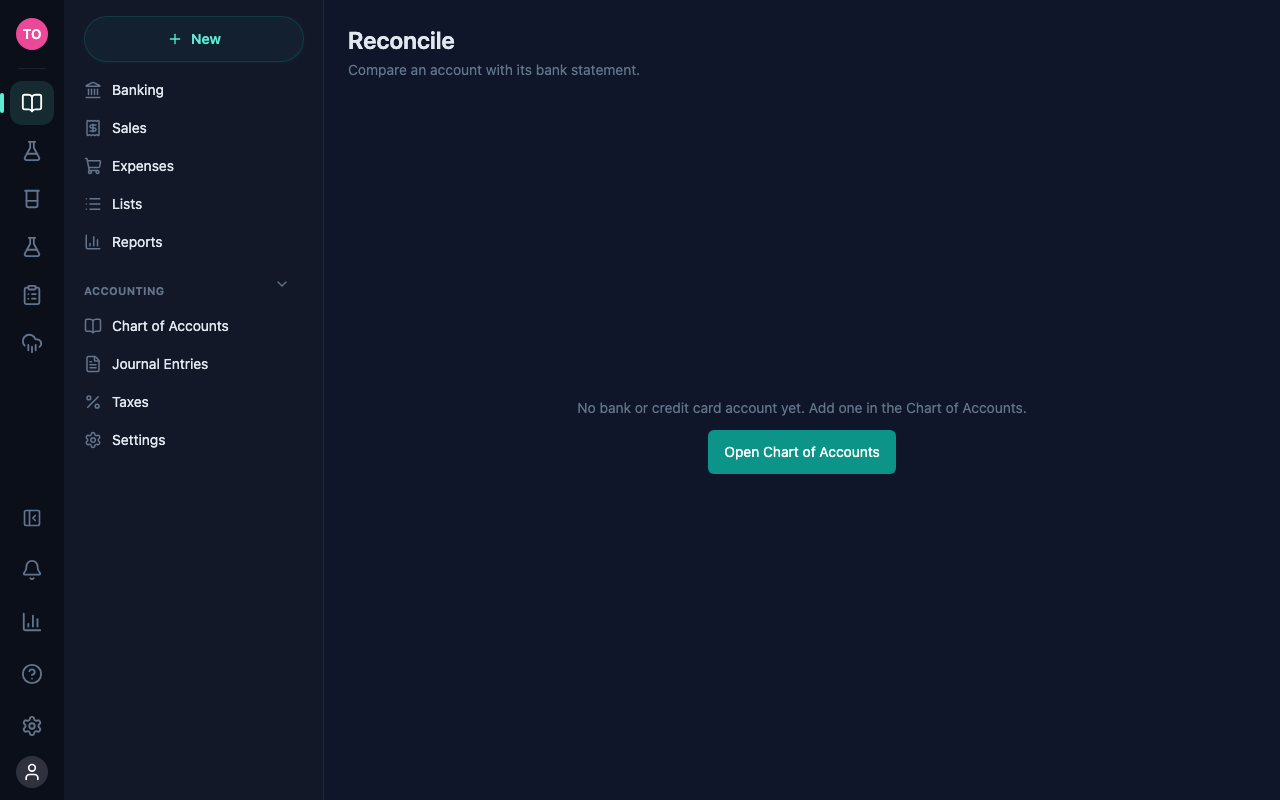 TO
New
Banking
Sales
Expenses
Lists
Reports
ACCOUNTING
Chart of Accounts
Journal Entries
Taxes
Settings
Reconcile
Compare an account with its bank statement.
No bank or credit card account yet. Add one in the Chart of Accounts.
Open Chart of Accounts